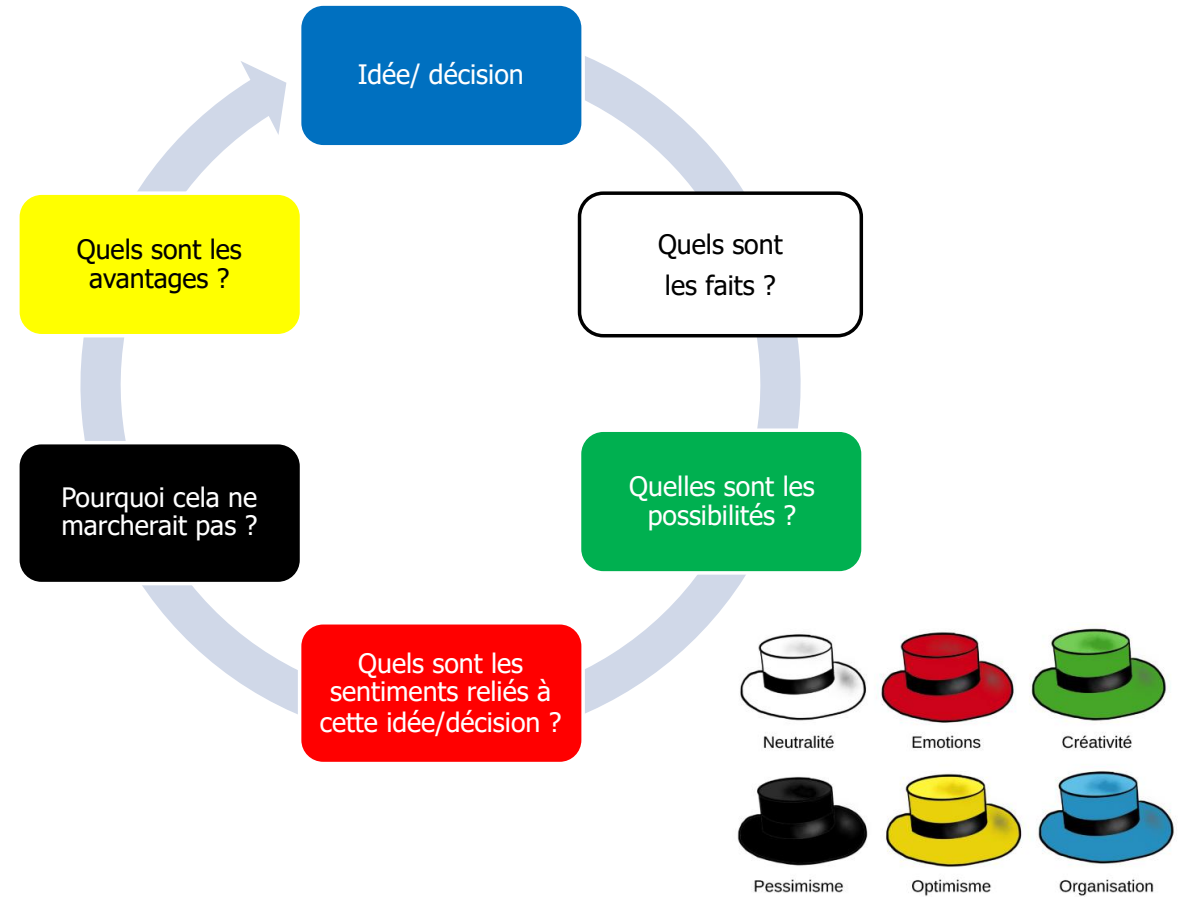 Idée/ décision
Quels sont
les faits ?
Quelles sont les
possibilités ?
Quels sont les
sentiments reliés à
cette idée/décision ?
Pourquoi cela ne
marcherait pas ?
Quels sont les
avantages ?
Neutralité
Emotions
Créativité
Pessimisme
Optimisme
Organisation